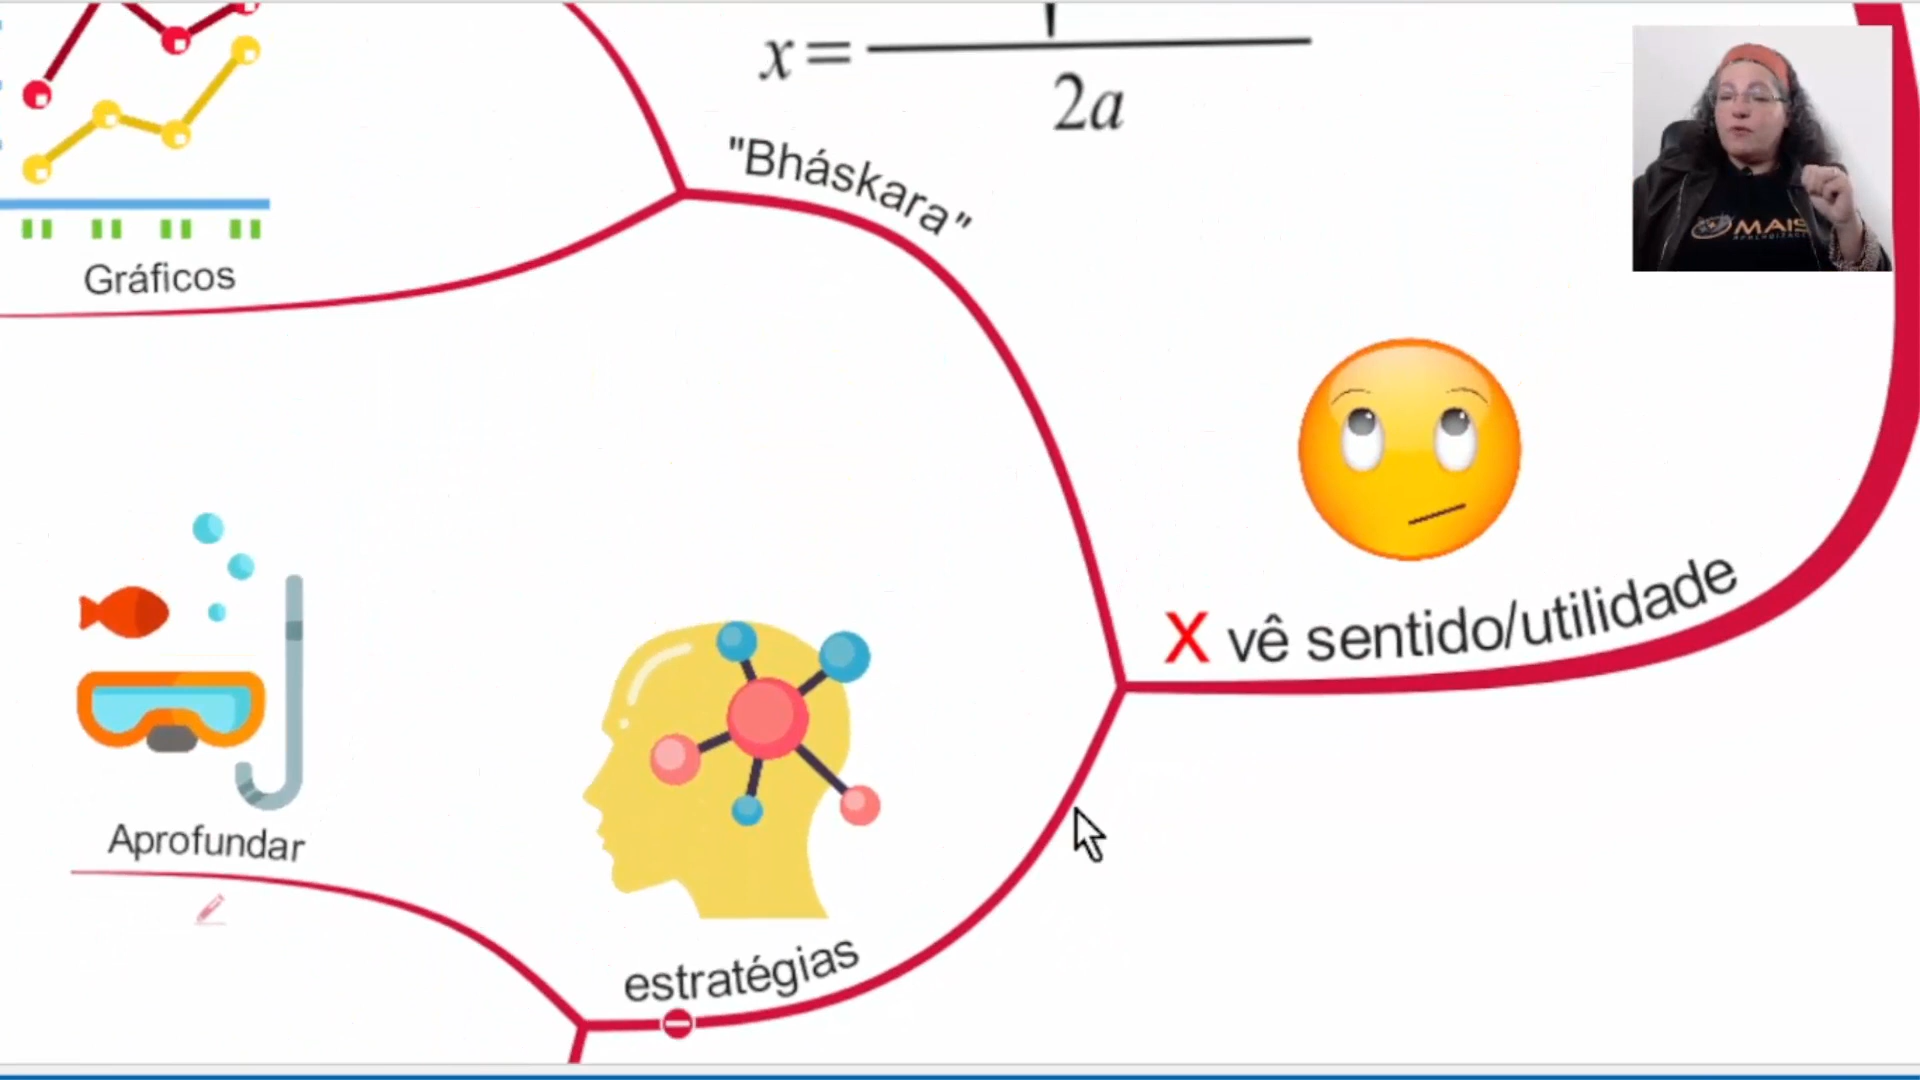 x=
2a
"Bháskara"
MAIS
Gráficos
X vê sentido/utilidade
Aprofundar
estratégias